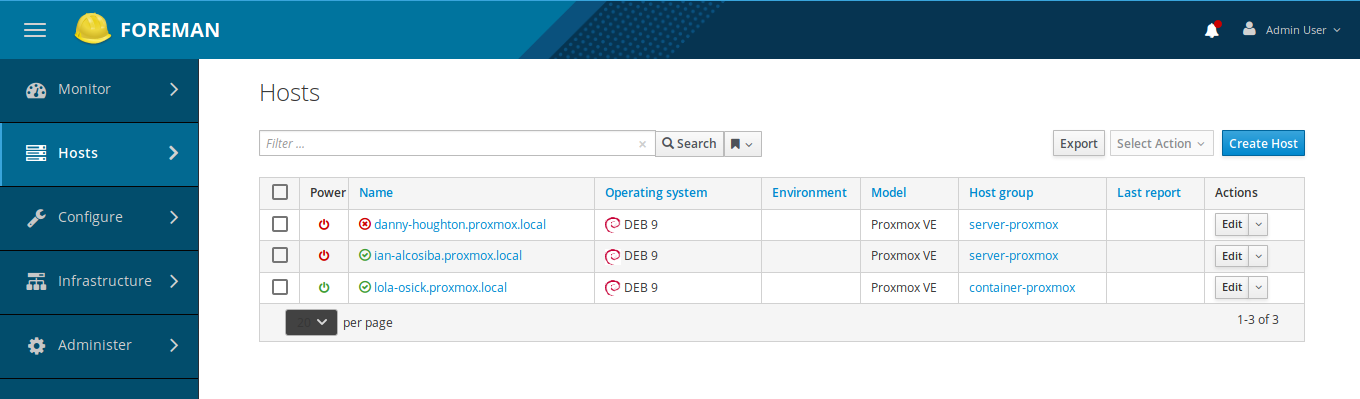 FOREMAN
Admin User
Monitor
Hosts
Configure
Infrastructure
Administer
Hosts
Filter ... × Search
Export Select Action Create Host
Power Name Operating system Environment Model Host group Last report Actions
danny-houghton.proxmox.local DEB 9 Proxmox VE server-proxmox Edit
ian-alcosiba.proxmox.local DEB 9 Proxmox VE server-proxmox Edit
lola-osick.proxmox.local DEB 9 Proxmox VE container-proxmox Edit
20 per page 1-3 of 3